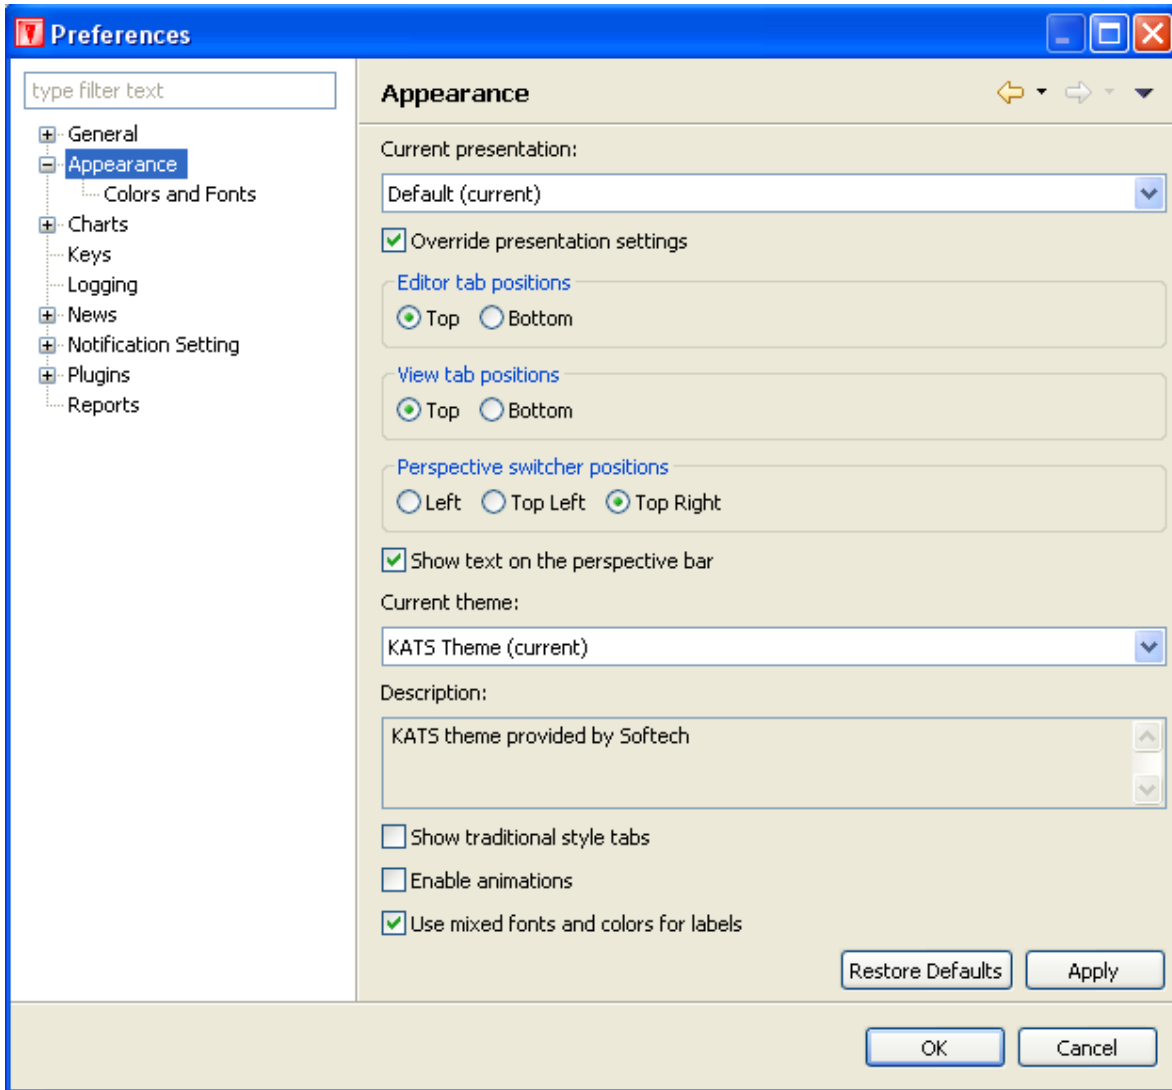 Preferences
type filter text
General
Appearance
Colors and Fonts
Charts
Keys
Logging
News
Notification Setting
Plugins
Reports
Appearance
Current presentation:
Default (current)
Override presentation settings
Editor tab positions
Top Bottom
View tab positions
Top Bottom
Perspective switcher positions
Left Top Left Top Right
Show text on the perspective bar
Current theme:
KATS Theme (current)
Description:
KATS theme provided by Softech
Show traditional style tabs
Enable animations
Use mixed fonts and colors for labels
Restore Defaults Apply
OK Cancel